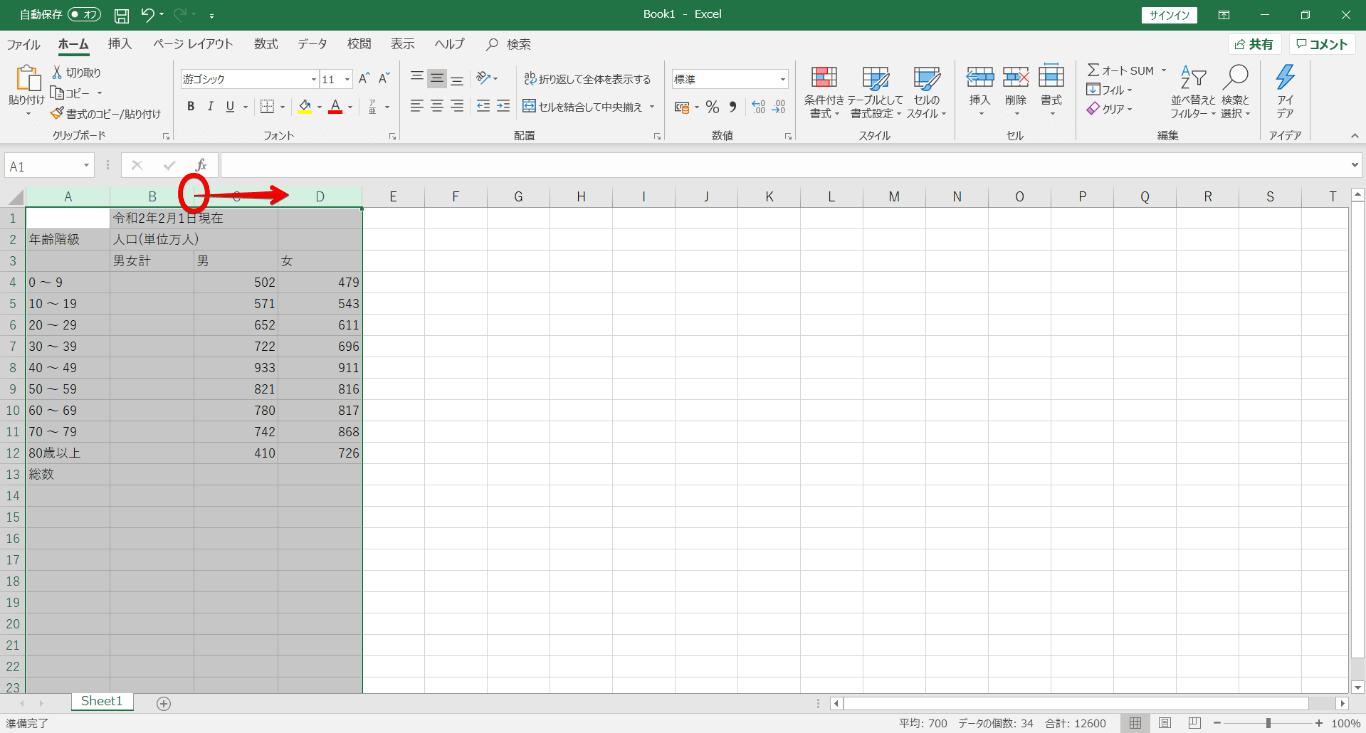 自動保存 オフ Book1 - Excel サインイン
ファイル ホーム 挿入 ページ レイアウト 数式 データ 校閲 表示 ヘルプ 検索 共有 コメント
貼り付け 切り取り コピー 書式のコピー/貼り付け クリップボード
游ゴシック 11 A A B I U A フォント
ab 折り返して全体を表示する セルを結合して中央揃え 配置
標準 % 数値
条件付き書式 テーブルとして書式設定 セルのスタイル スタイル
挿入 削除 書式 セル
オート SUM フィル クリア 並べ替えとフィルター 検索と選択 編集
アイデア アイデア
A1 fx
A B C D E F G H I J K L M N O P Q R S T
1 令和2年2月1日現在
2 年齢階級 人口(単位万人)
3 男女計 男 女
4 0 ~ 9 502 479
5 10 ~ 19 571 543
6 20 ~ 29 652 611
7 30 ~ 39 722 696
8 40 ~ 49 933 911
9 50 ~ 59 821 816
10 60 ~ 69 780 817
11 70 ~ 79 742 868
12 80歳以上 410 726
13 総数
14
15
16
17
18
19
20
21
22
23
Sheet1
準備完了 平均: 700 データの個数: 34 合計: 12600 100%